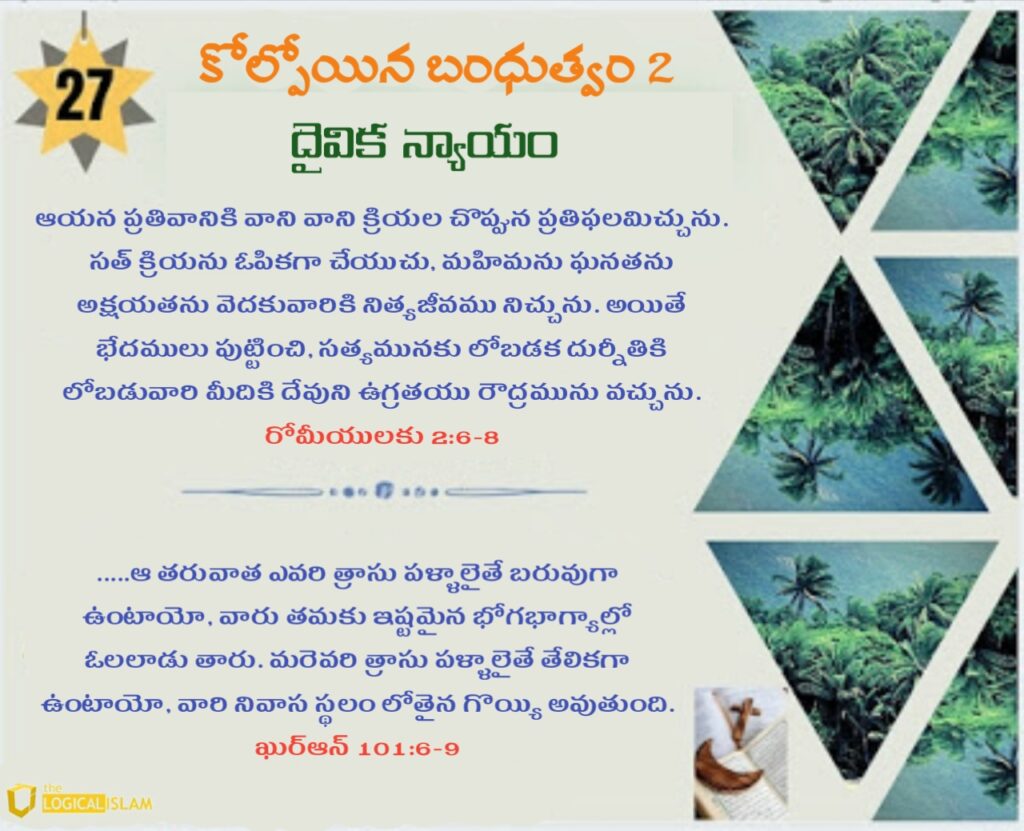 27
కోల్పోయిన బంధుత్వం 2
దైవిక న్యాయం
ఆయన ప్రతివానికి వాని వాని క్రియల చొప్పున ప్రతిఫలమిచ్చును.
సత్ క్రియను ఓపికగా చేయుచు, మహిమను ఘనతను
అక్షయతను వెదకువారికి నిత్యజీవము నిచ్చును. అయితే
భేదములు పుట్టించి, సత్యమునకు లోబడక దుర్నీతికి
లోబడువారి మీదికి దేవుని ఉగ్రతయు రౌద్రమును వచ్చును.
రోమీయులకు 2:6-8
.....ఆ తరువాత ఎవరి త్రాసు పళ్ళాలైతే బరువుగా
ఉంటాయో, వారు తమకు ఇష్టమైన భోగభాగ్యాల్లో
ఓలలాడు తారు. మరెవరి త్రాసు పళ్ళాలైతే తేలికగా
ఉంటాయో, వారి నివాస స్థలం లోతైన గొయ్యి అవుతుంది.
ఖుర్ఆన్ 101:6-9
the
LOGICAL ISLAM